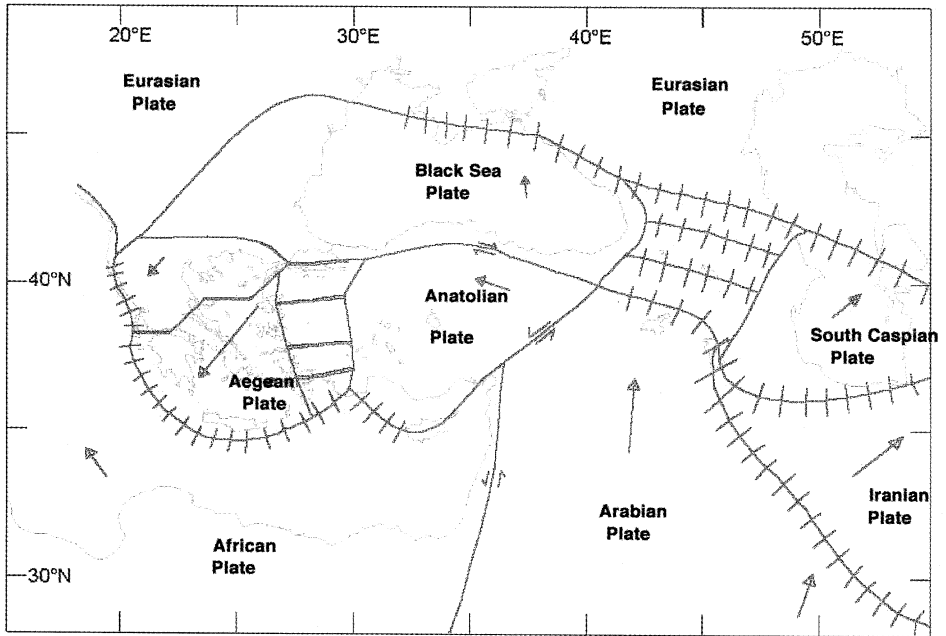 20°E
30°E
40°E
50°E
Eurasian
Plate
Eurasian
Plate
Black Sea
Plate
40°N
Anatolian
Plate
South Caspian
Plate
Aegean
Plate
Iranian
Plate
Arabian
Plate
African
Plate
30°N